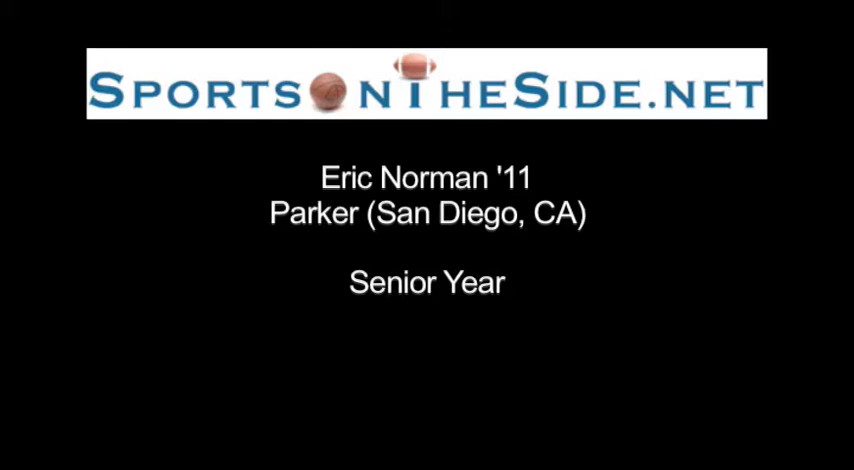 SPORTSONTHESIDE.NET
Eric Norman '11
Parker (San Diego, CA)
Senior Year